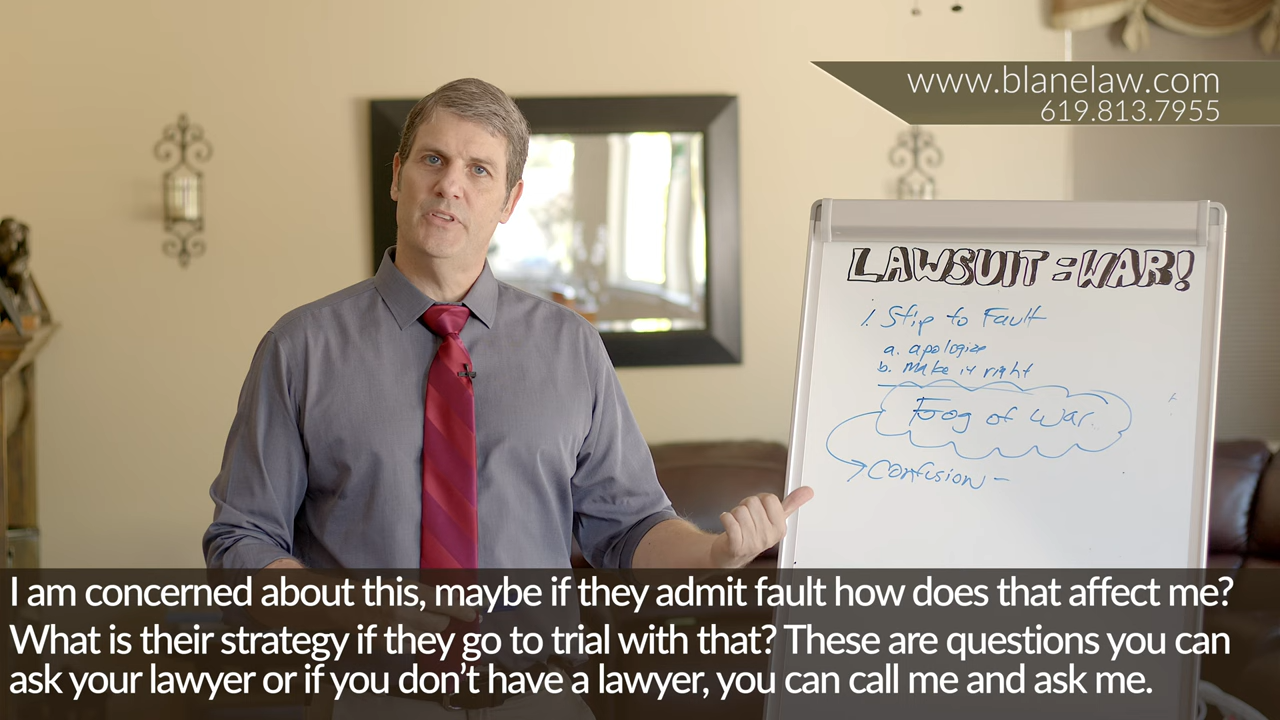 www.blanelaw.com
619.813.7955
LAWSUIT = WAR!
1. Stip to Fault
a. apologize
b. Make it right
Foog of war.
Confusion -
I am concerned about this, maybe if they admit fault how does that affect me?
What is their strategy if they go to trial with that? These are questions you can
ask your lawyer or if you don't have a lawyer, you can call me and ask me.